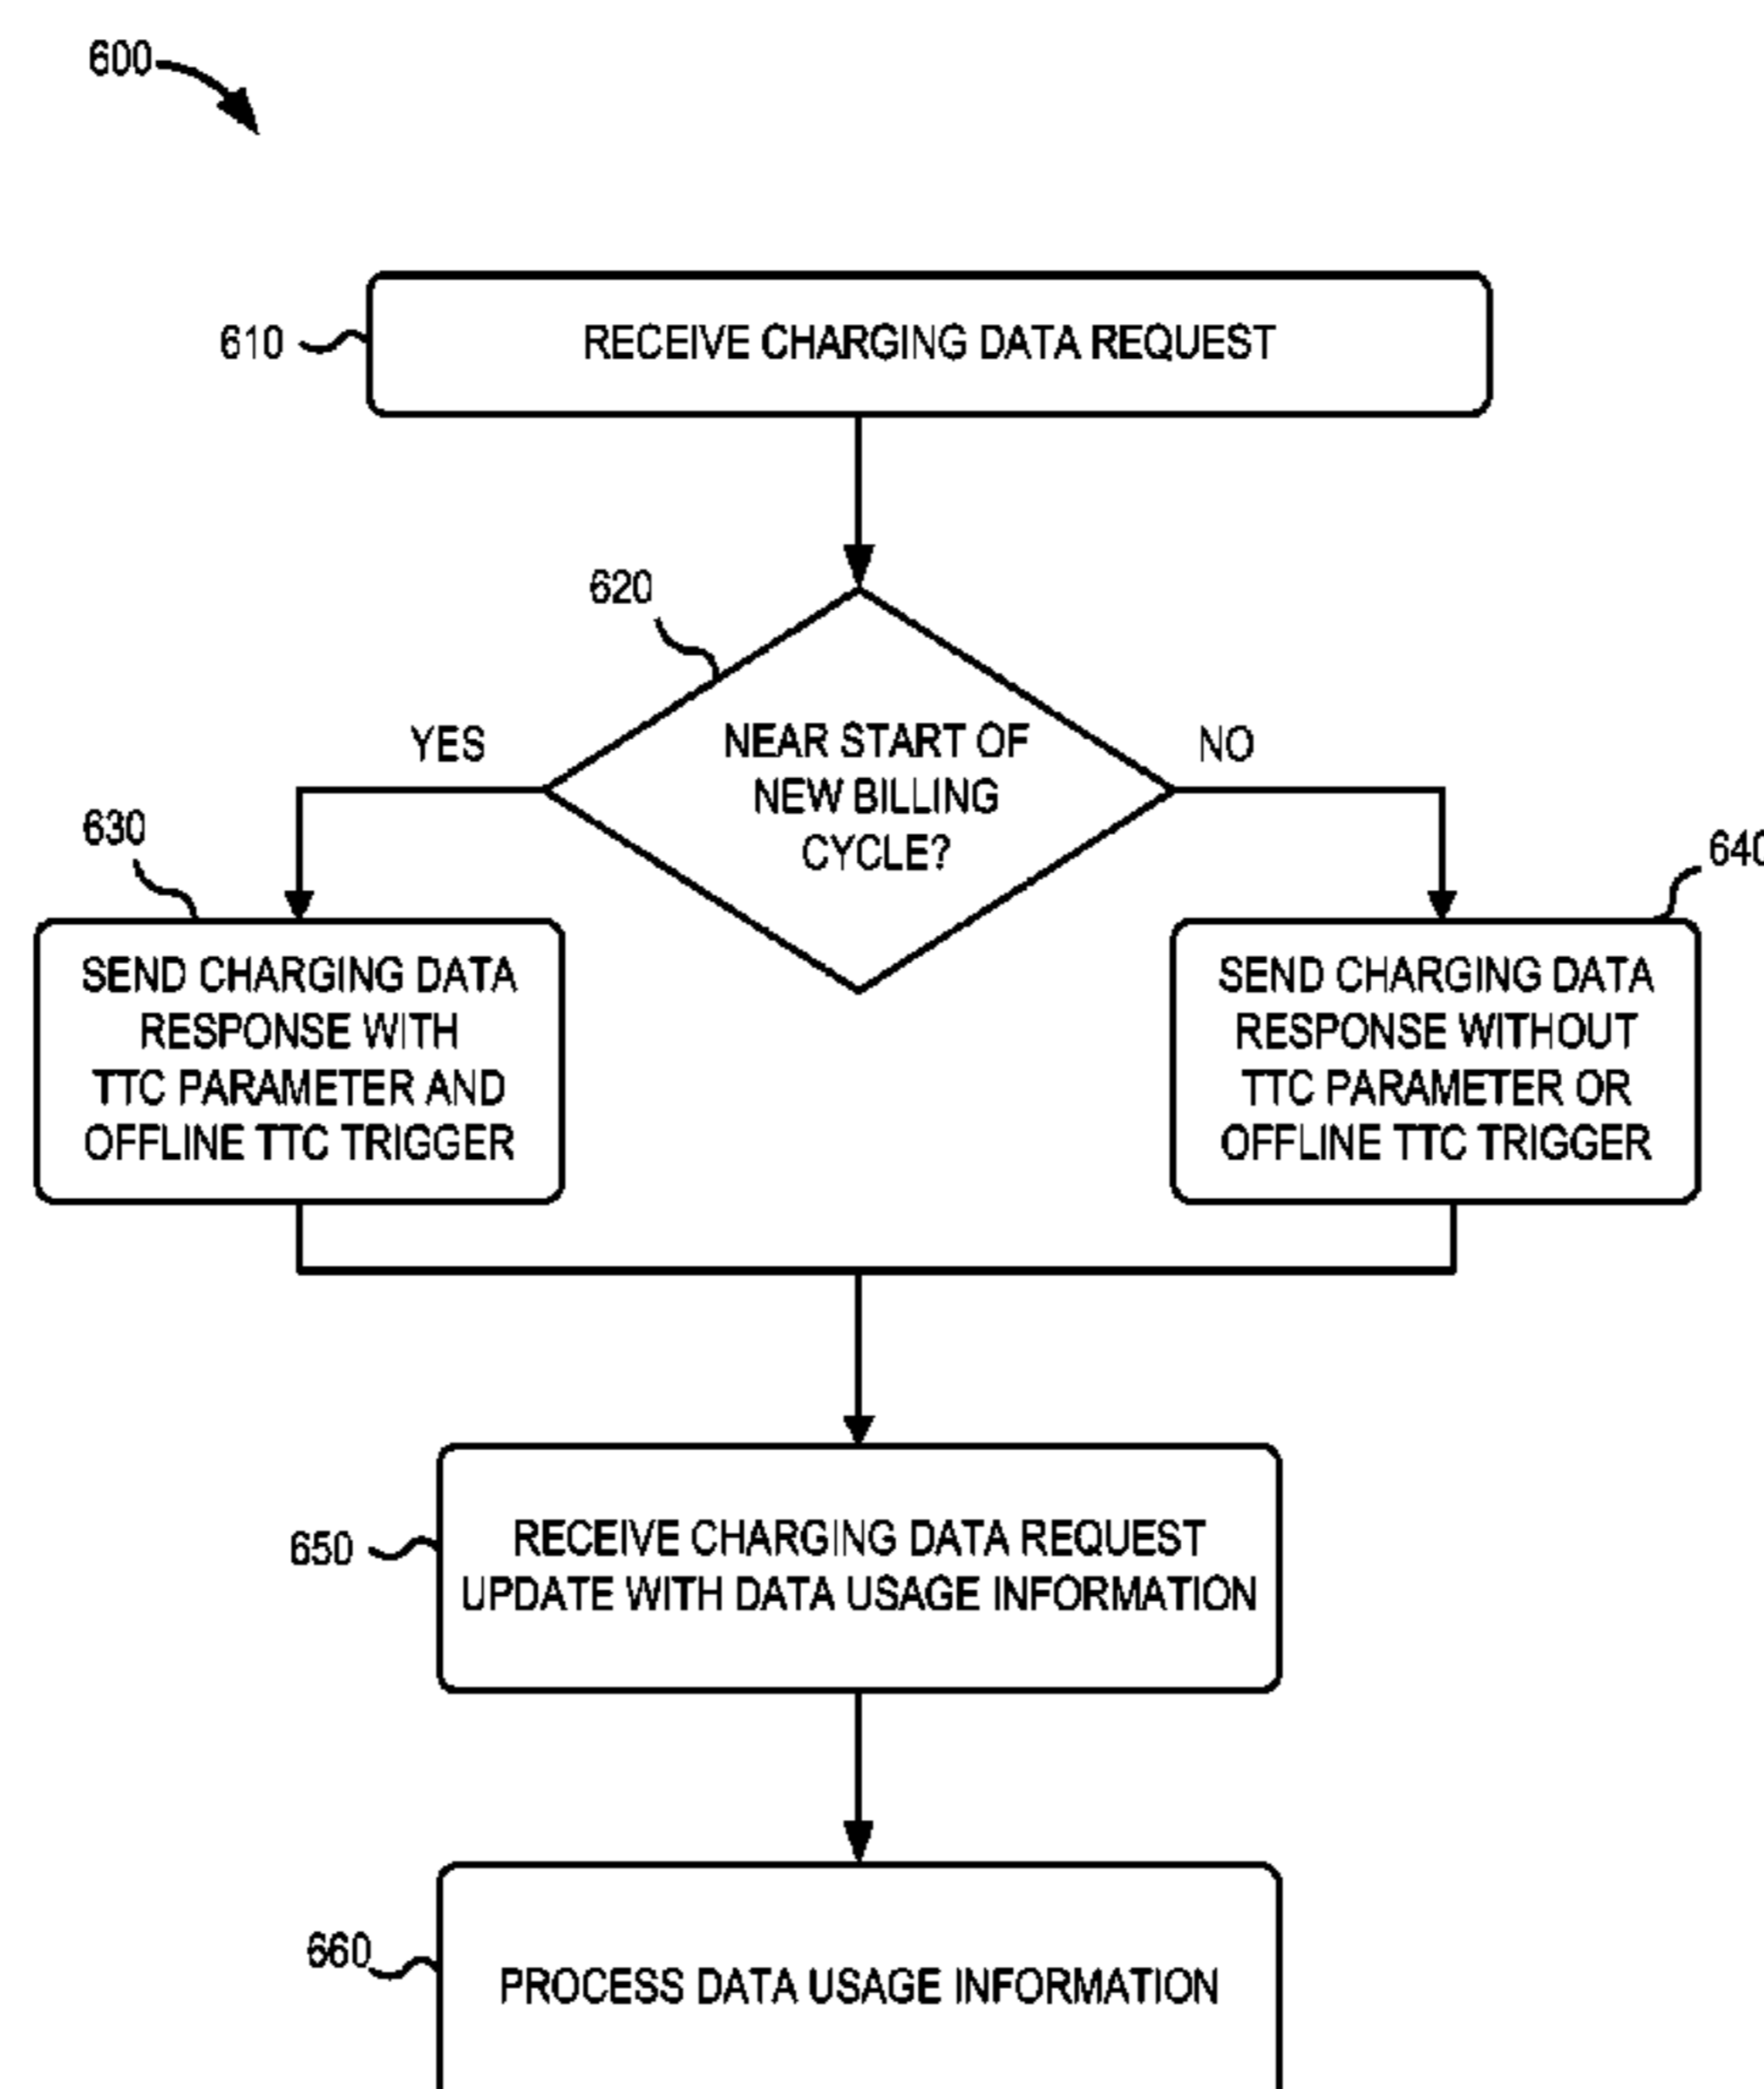 600
610
RECEIVE CHARGING DATA REQUEST
620
YES
NEAR START OF
NEW BILLING
CYCLE?
NO
630
640
SEND CHARGING DATA
RESPONSE WITH
TTC PARAMETER AND
OFFLINE TTC TRIGGER
SEND CHARGING DATA
RESPONSE WITHOUT
TTC PARAMETER OR
OFFLINE TTC TRIGGER
650
RECEIVE CHARGING DATA REQUEST
UPDATE WITH DATA USAGE INFORMATION
660
PROCESS DATA USAGE INFORMATION